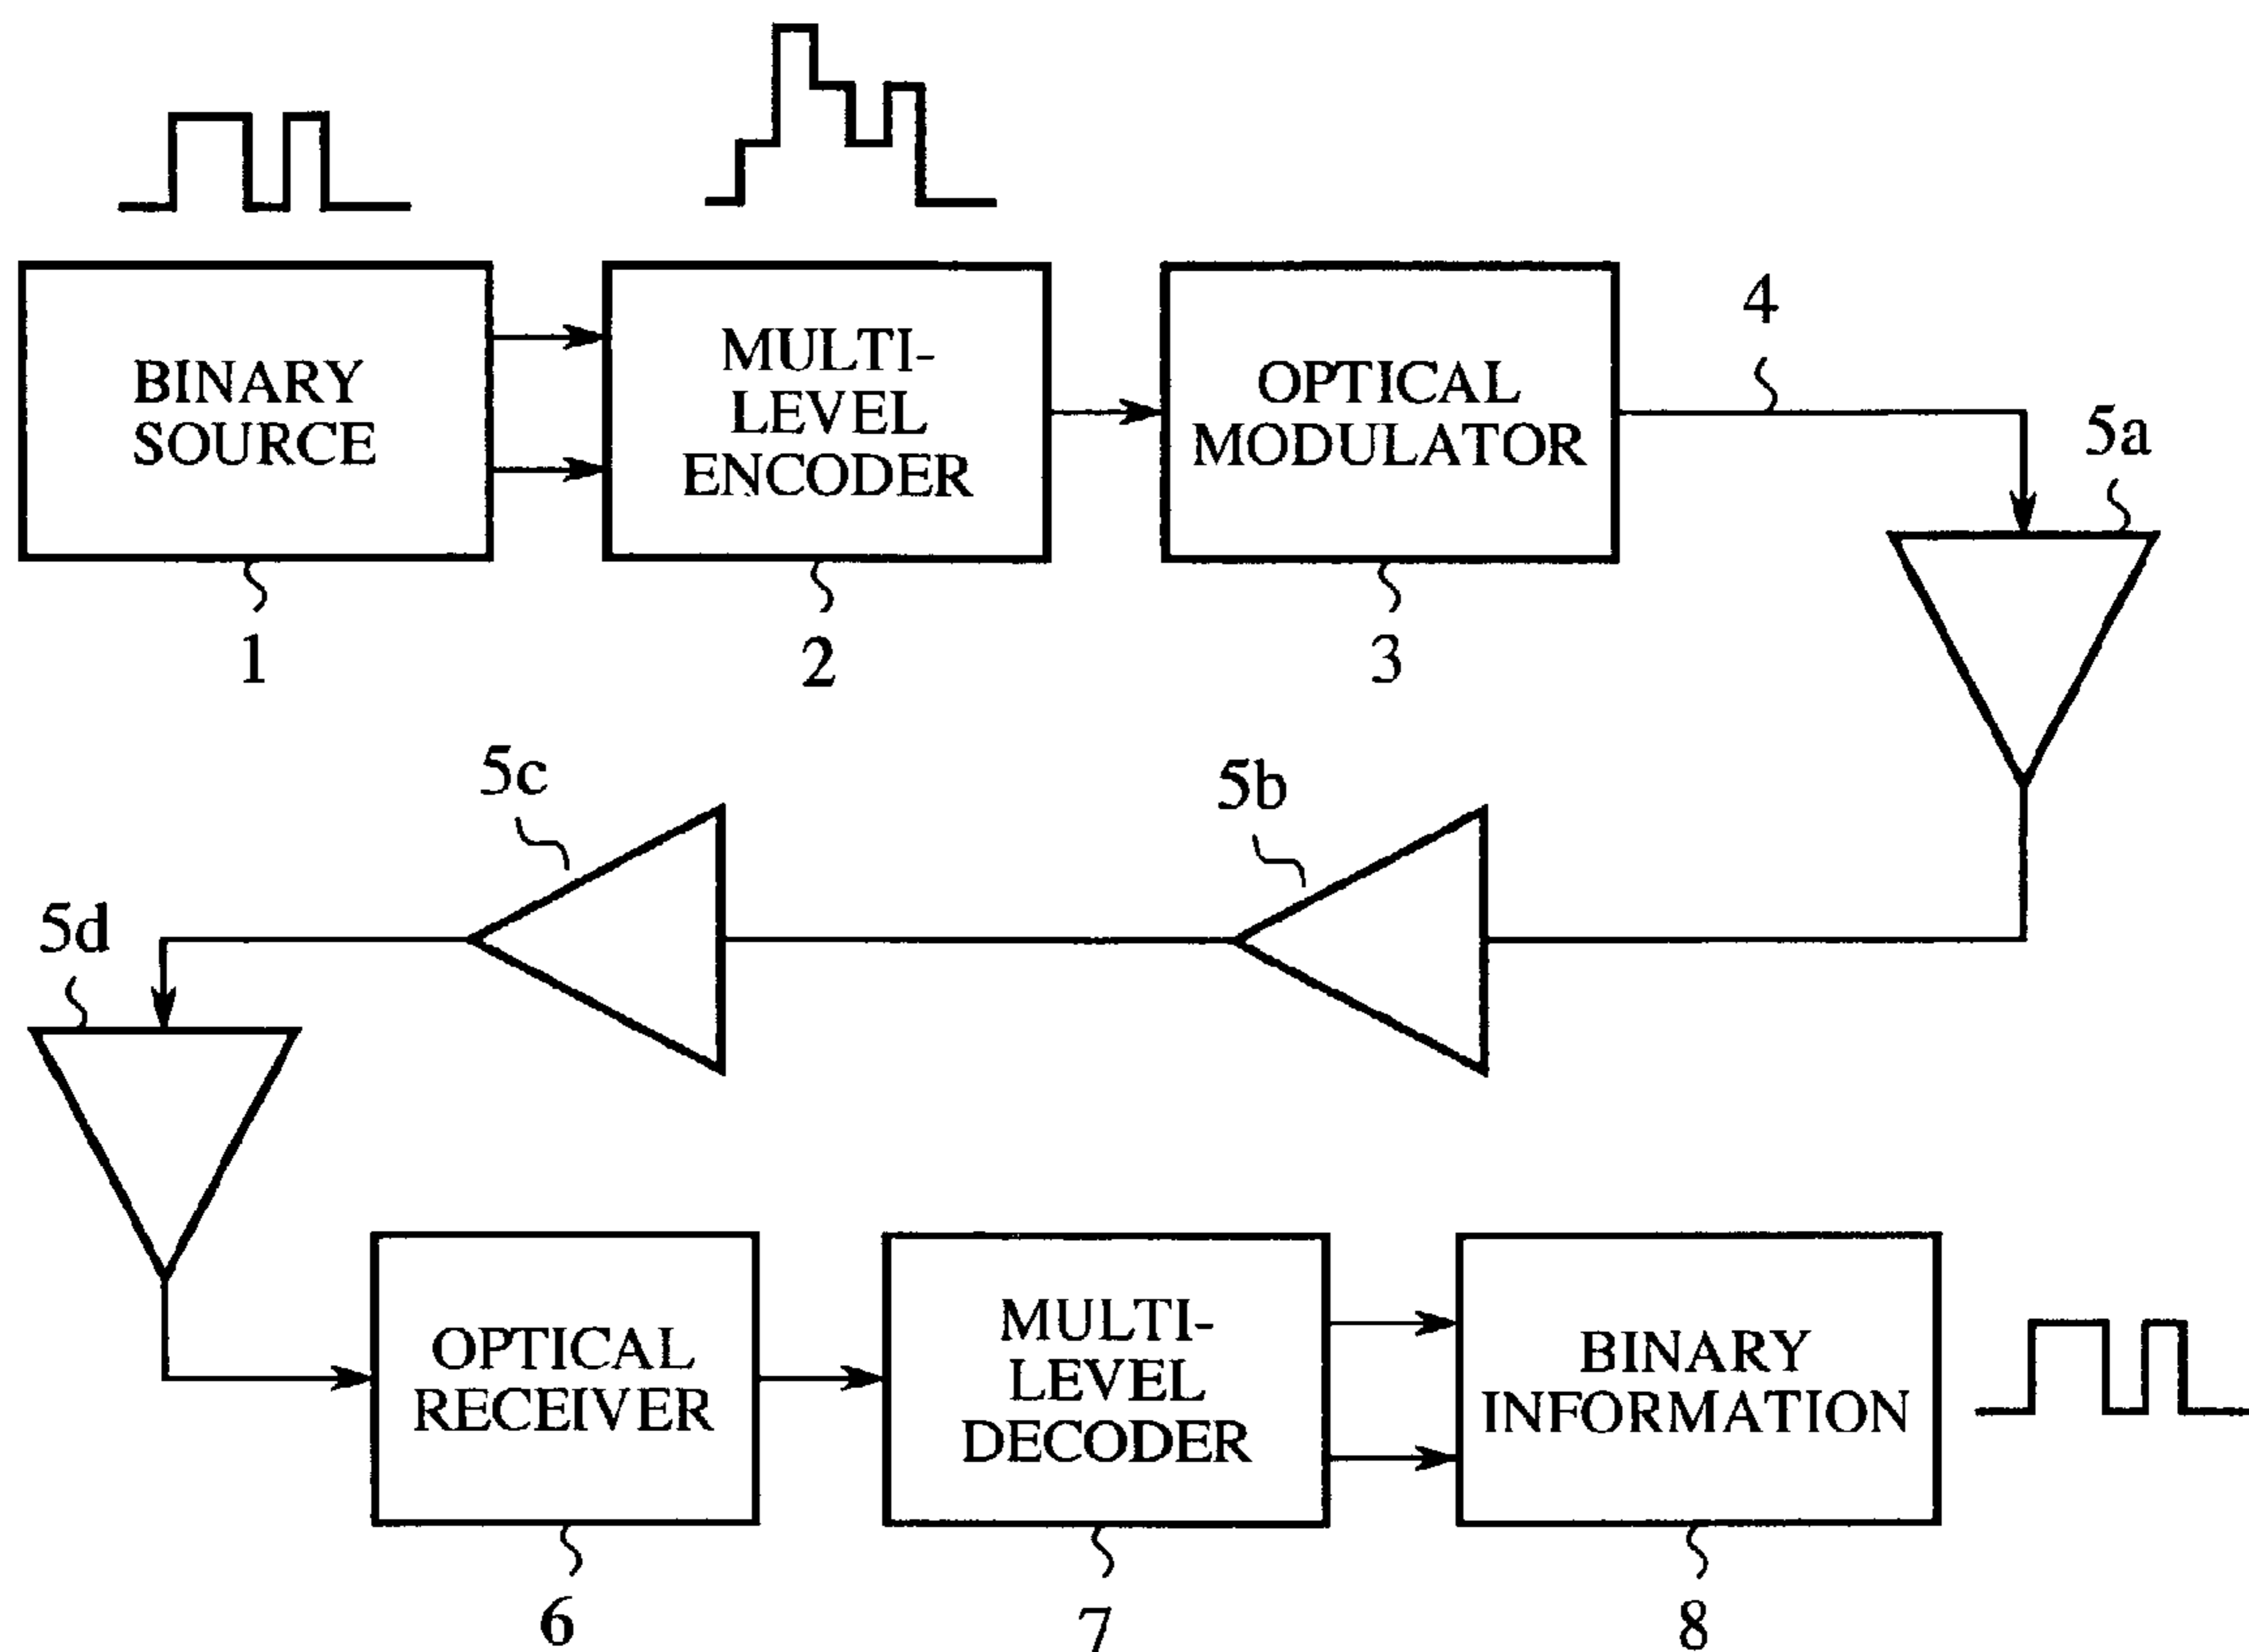 BINARY
SOURCE
MULTI-
LEVEL
ENCODER
OPTICAL
MODULATOR
4
5a
1
2
3
5c
5b
5d
OPTICAL
RECEIVER
MULTI-
LEVEL
DECODER
BINARY
INFORMATION
6
7
8